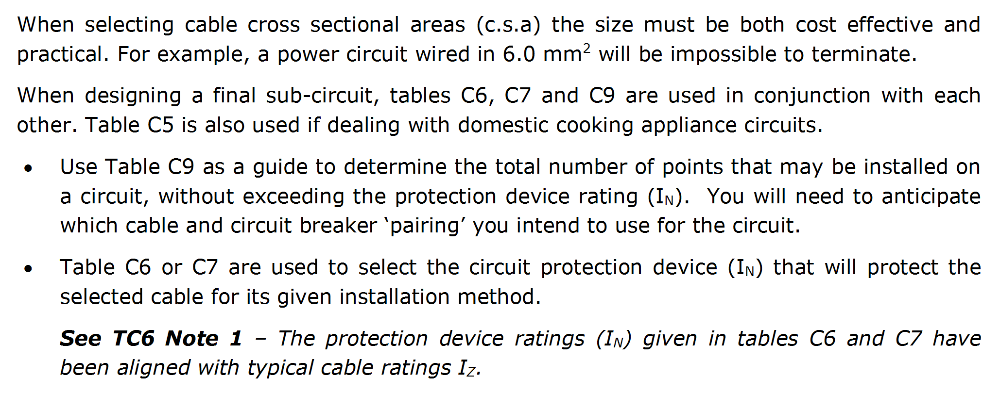 When selecting cable cross sectional areas (c.s.a) the size must be both cost effective and
practical. For example, a power circuit wired in 6.0 mm² will be impossible to terminate.
When designing a final sub-circuit, tables C6, C7 and C9 are used in conjunction with each
other. Table C5 is also used if dealing with domestic cooking appliance circuits.
• Use Table C9 as a guide to determine the total number of points that may be installed on
a circuit, without exceeding the protection device rating (IN). You will need to anticipate
which cable and circuit breaker ‘pairing’ you intend to use for the circuit.
• Table C6 or C7 are used to select the circuit protection device (IN) that will protect the
selected cable for its given installation method.
See TC6 Note 1 – The protection device ratings (IN) given in tables C6 and C7 have
been aligned with typical cable ratings IZ.